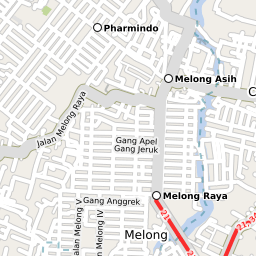 Pharmindo
Melong Asih
C
Jalan Melong Raya
Gang Apel
Gang Jeruk
Melong Raya
Gang Anggrek
Jalan Melong V
Jalan Melong IV
Melong